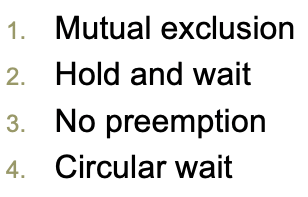 1. Mutual exclusion
2. Hold and wait
3. No preemption
4. Circular wait